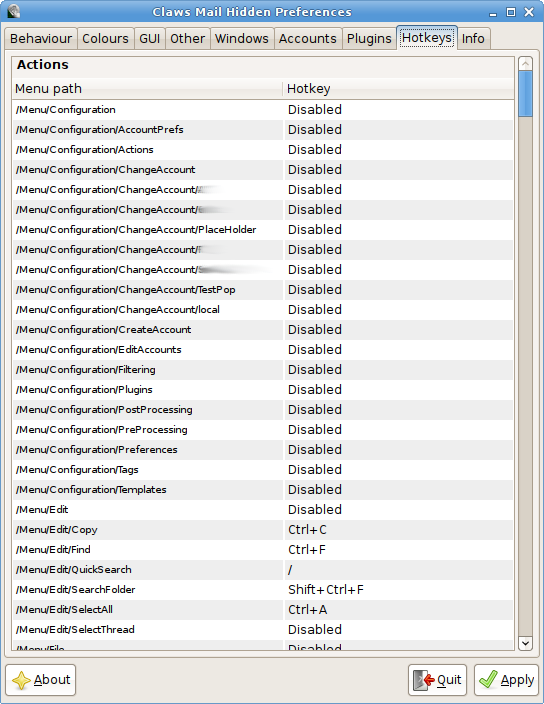 Claws Mail Hidden Preferences
Behaviour Colours GUI Other Windows Accounts Plugins Hotkeys Info
Actions
Menu path Hotkey
/Menu/Configuration Disabled
/Menu/Configuration/AccountPrefs Disabled
/Menu/Configuration/Actions Disabled
/Menu/Configuration/ChangeAccount Disabled
/Menu/Configuration/ChangeAccount/ Disabled
/Menu/Configuration/ChangeAccount/ Disabled
/Menu/Configuration/ChangeAccount/PlaceHolder Disabled
/Menu/Configuration/ChangeAccount/ Disabled
/Menu/Configuration/ChangeAccount/ Disabled
/Menu/Configuration/ChangeAccount/TestPop Disabled
/Menu/Configuration/ChangeAccount/local Disabled
/Menu/Configuration/CreateAccount Disabled
/Menu/Configuration/EditAccounts Disabled
/Menu/Configuration/Filtering Disabled
/Menu/Configuration/Plugins Disabled
/Menu/Configuration/PostProcessing Disabled
/Menu/Configuration/PreProcessing Disabled
/Menu/Configuration/Preferences Disabled
/Menu/Configuration/Tags Disabled
/Menu/Configuration/Templates Disabled
/Menu/Edit Disabled
/Menu/Edit/Copy Ctrl+C
/Menu/Edit/Find Ctrl+F
/Menu/Edit/QuickSearch /
/Menu/Edit/SearchFolder Shift+Ctrl+F
/Menu/Edit/SelectAll Ctrl+A
/Menu/Edit/SelectThread Disabled
/Menu/File Disabled
About Quit Apply